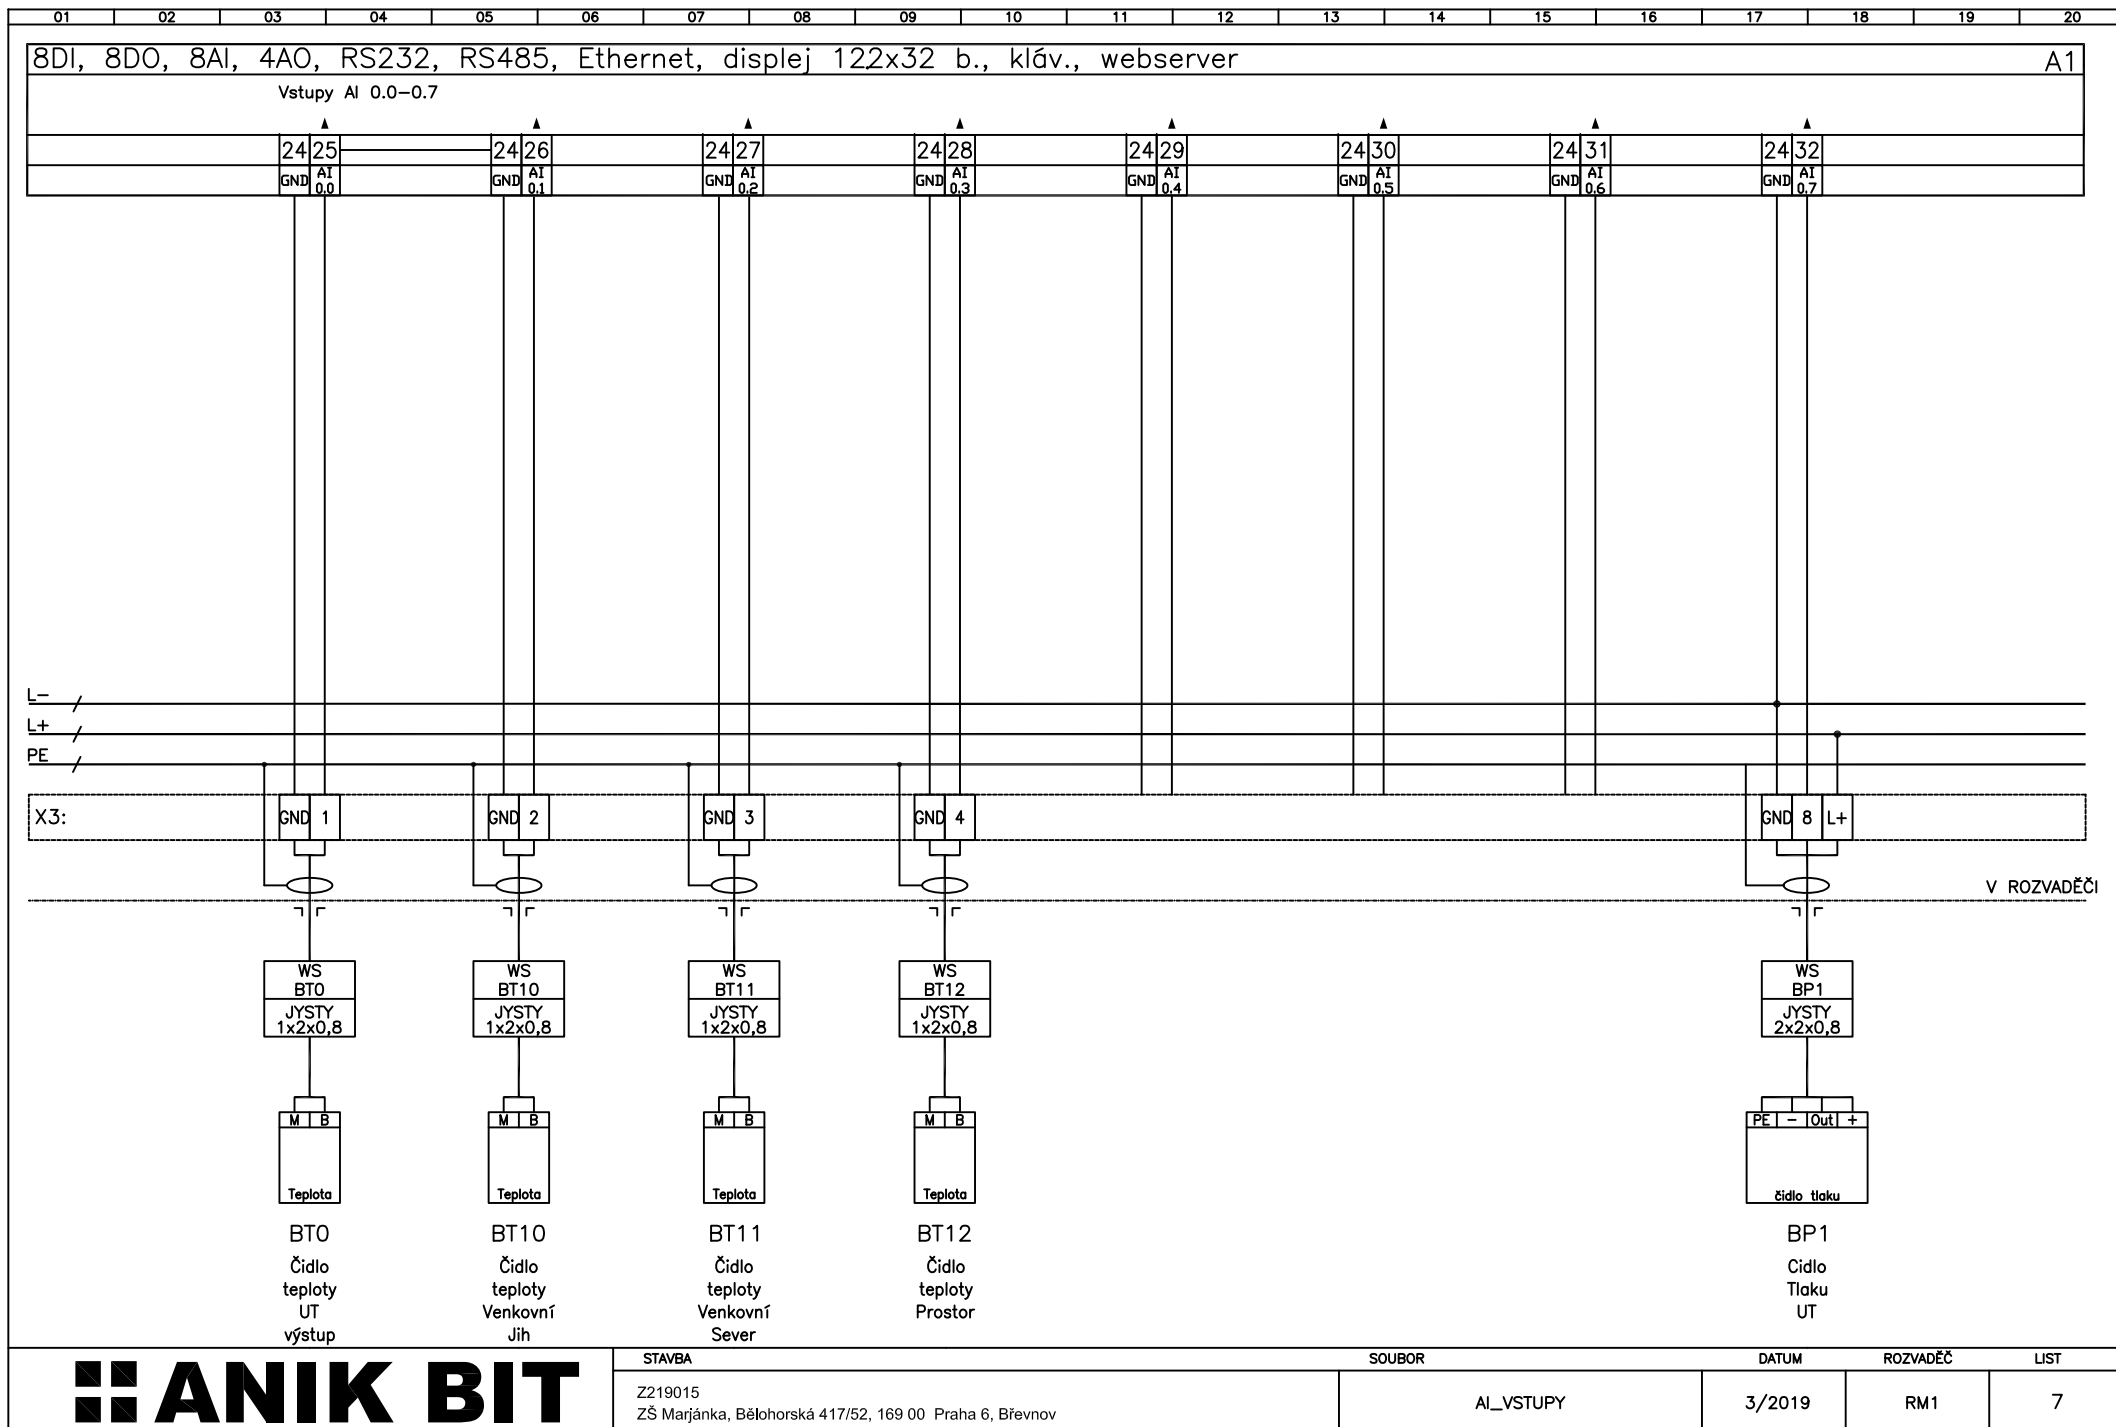 01 02 03 04 05 06 07 08 09 10 11 12 13 14 15 16 17 18 19 20
8DI, 8DO, 8AI, 4AO, RS232, RS485, Ethernet, displej 122x32 b., kláv., webserver A1
Vstupy AI 0.0-0.7
24 25 24 26 24 27 24 28 24 29 24 30 24 31 24 32
GND AI 0.0 GND AI 0.1 GND AI 0.2 GND AI 0.3 GND AI 0.4 GND AI 0.5 GND AI 0.6 GND AI 0.7
L-
L+
PE
X3: GND 1 GND 2 GND 3 GND 4 GND 8 L+
V ROZVADĚČI
WS WS WS WS WS
BT0 BT10 BT11 BT12 BP1
JYSTY JYSTY JYSTY JYSTY JYSTY
1x2x0,8 1x2x0,8 1x2x0,8 1x2x0,8 2x2x0,8
M B M B M B M B PE - Out +
Teplota Teplota Teplota Teplota čidlo tlaku
BT0 BT10 BT11 BT12 BP1
Čidlo Čidlo Čidlo Čidlo Cidlo
teploty teploty teploty teploty Tlaku
UT Venkovní Venkovní Prostor UT
výstup Jih Sever
ANIK BIT
STAVBA SOUBOR DATUM ROZVADĚČ LIST
Z219015
AI_VSTUPY 3/2019 RM1 7
ZŠ Marjánka, Bělohorská 417/52, 169 00 Praha 6, Břevnov